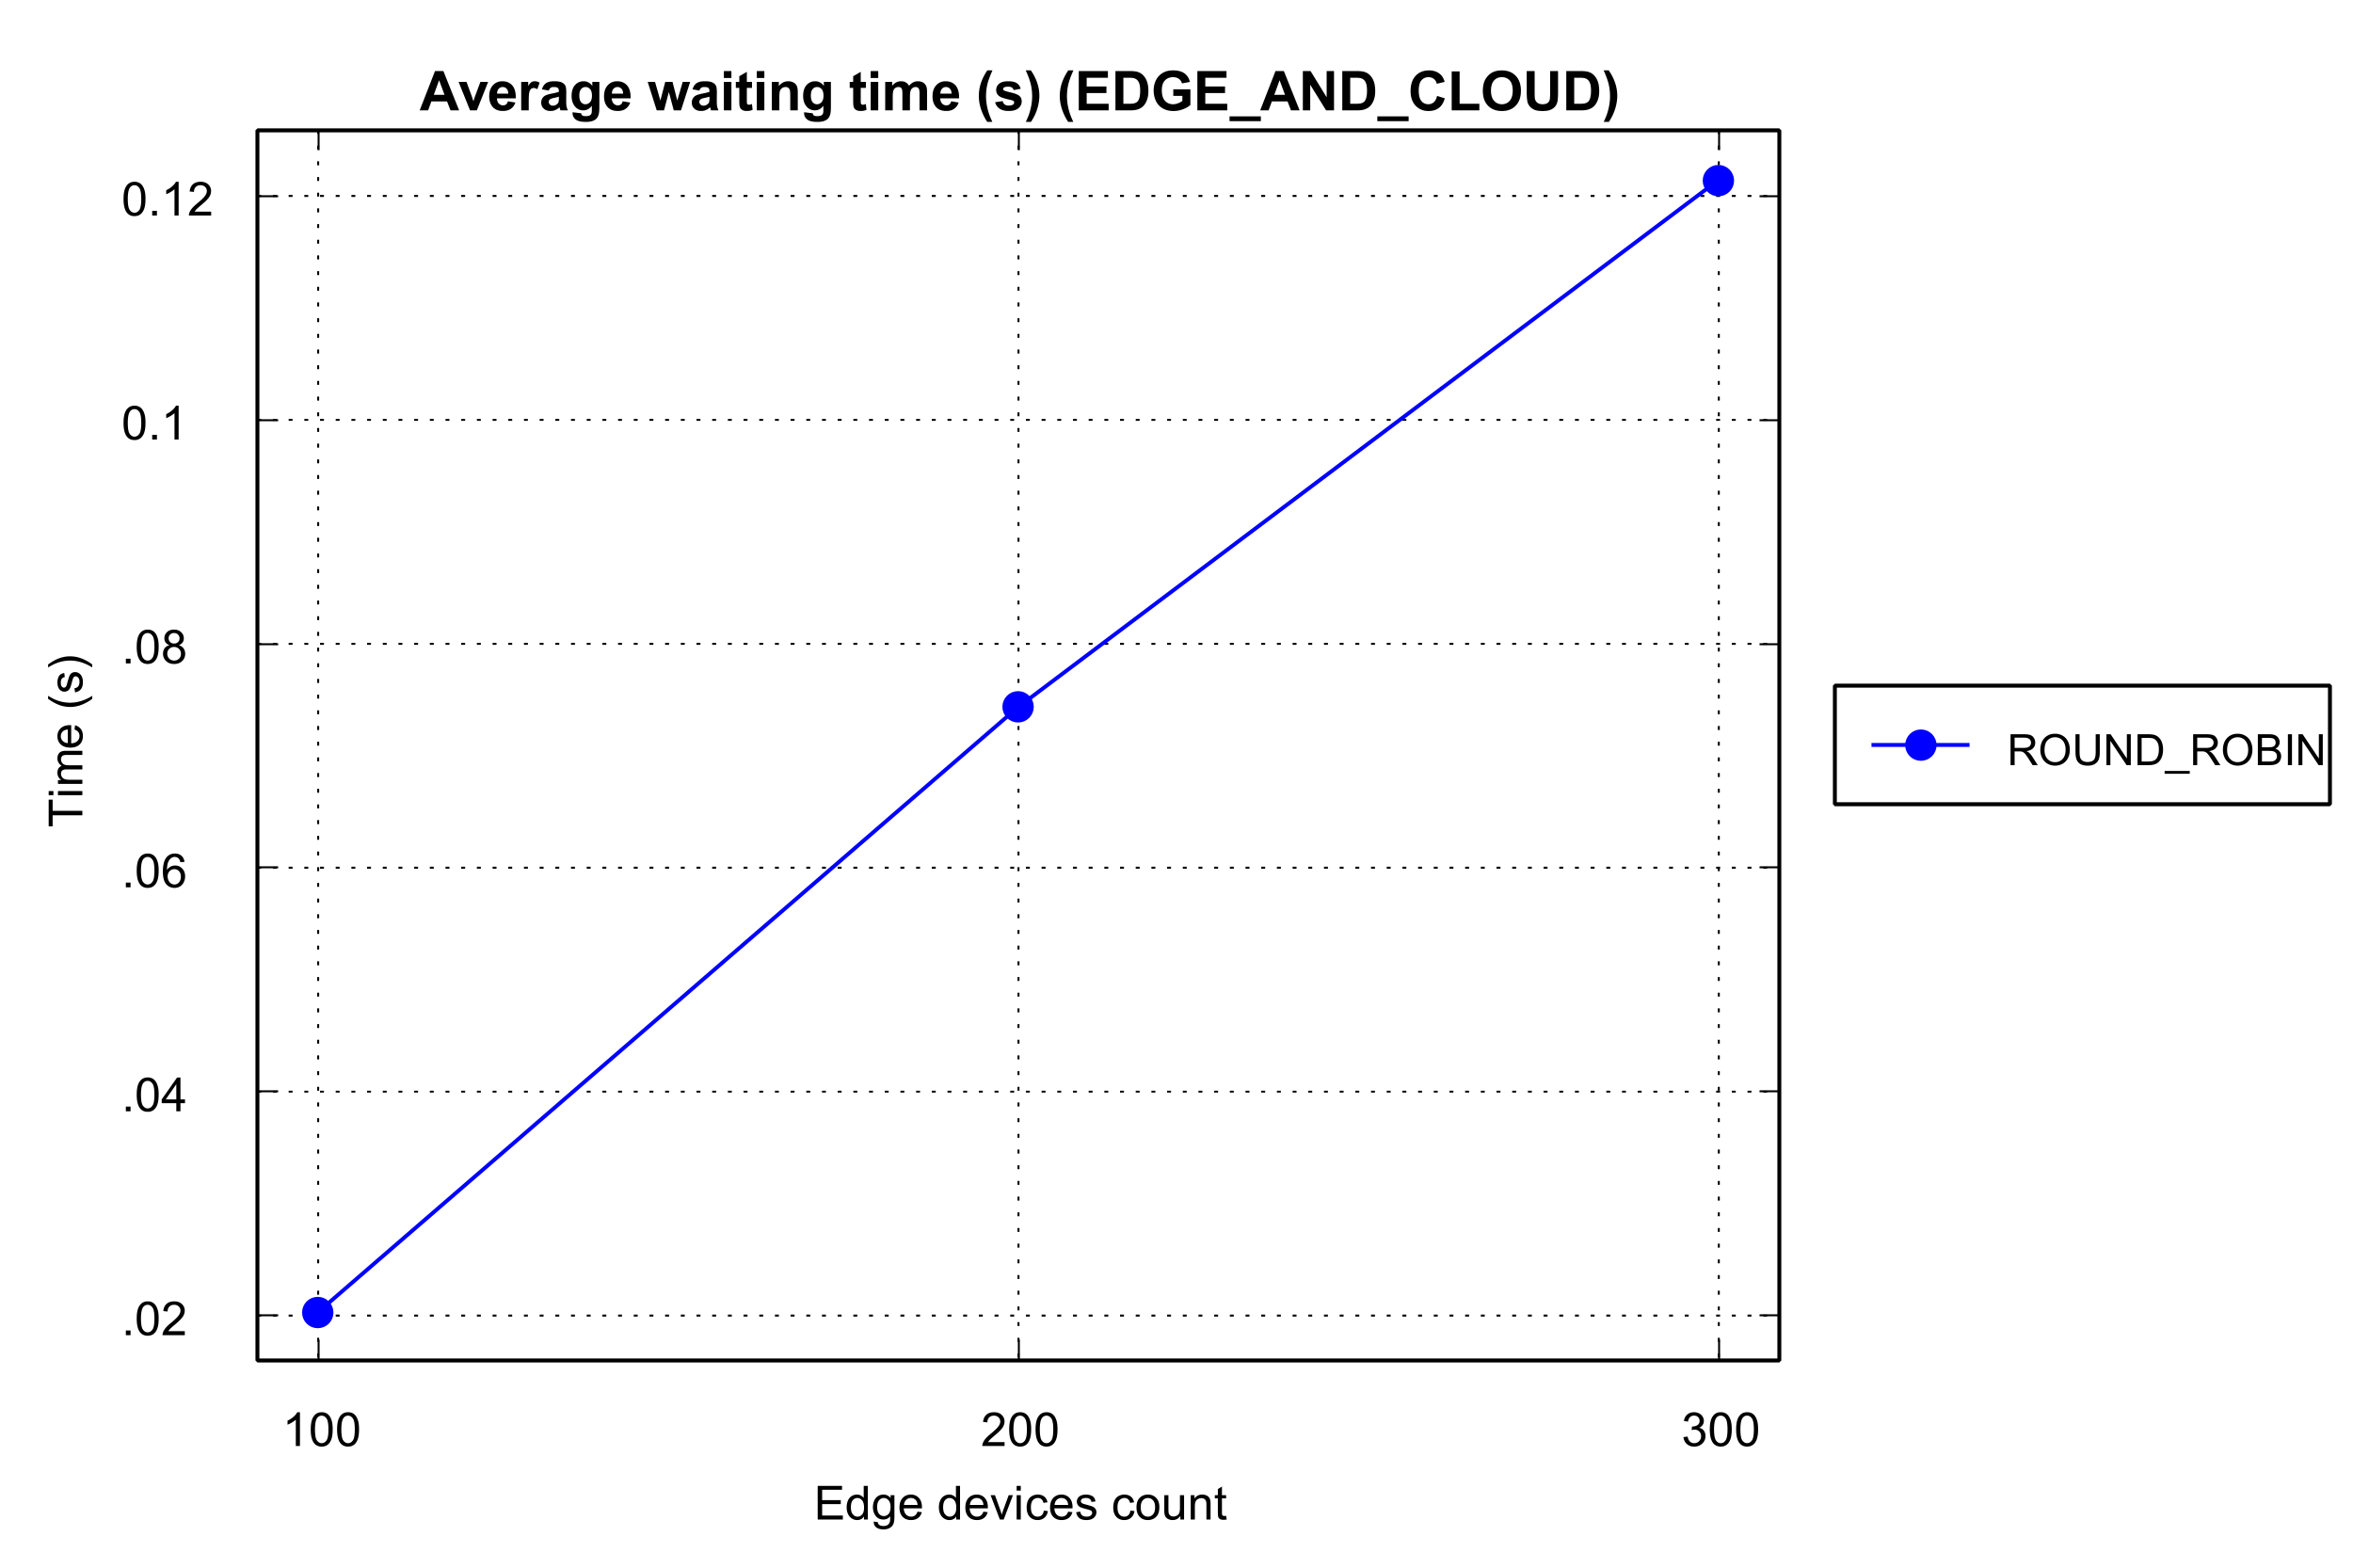 Average waiting time (s)(EDGE_AND_CLOUD)
0.12
0.1
.08
.06
.04
.02
Time (s)
100 200 300
Edge devices count
ROUND_ROBIN